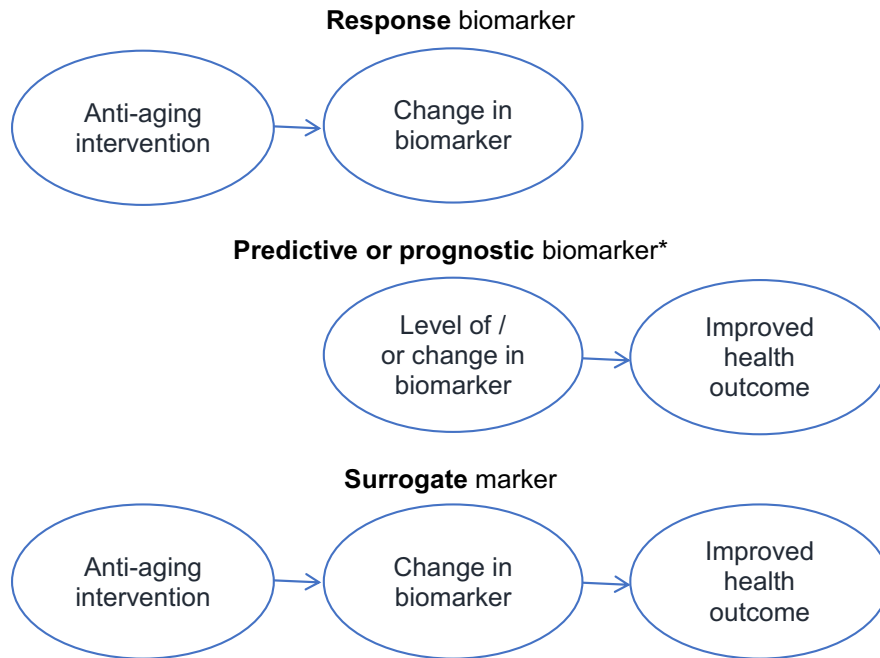 Response biomarker
Anti-aging
intervention
Change in
biomarker
Predictive or prognostic biomarker*
Level of /
or change in
biomarker
Improved
health
outcome
Surrogate marker
Anti-aging
intervention
Change in
biomarker
Improved
health
outcome